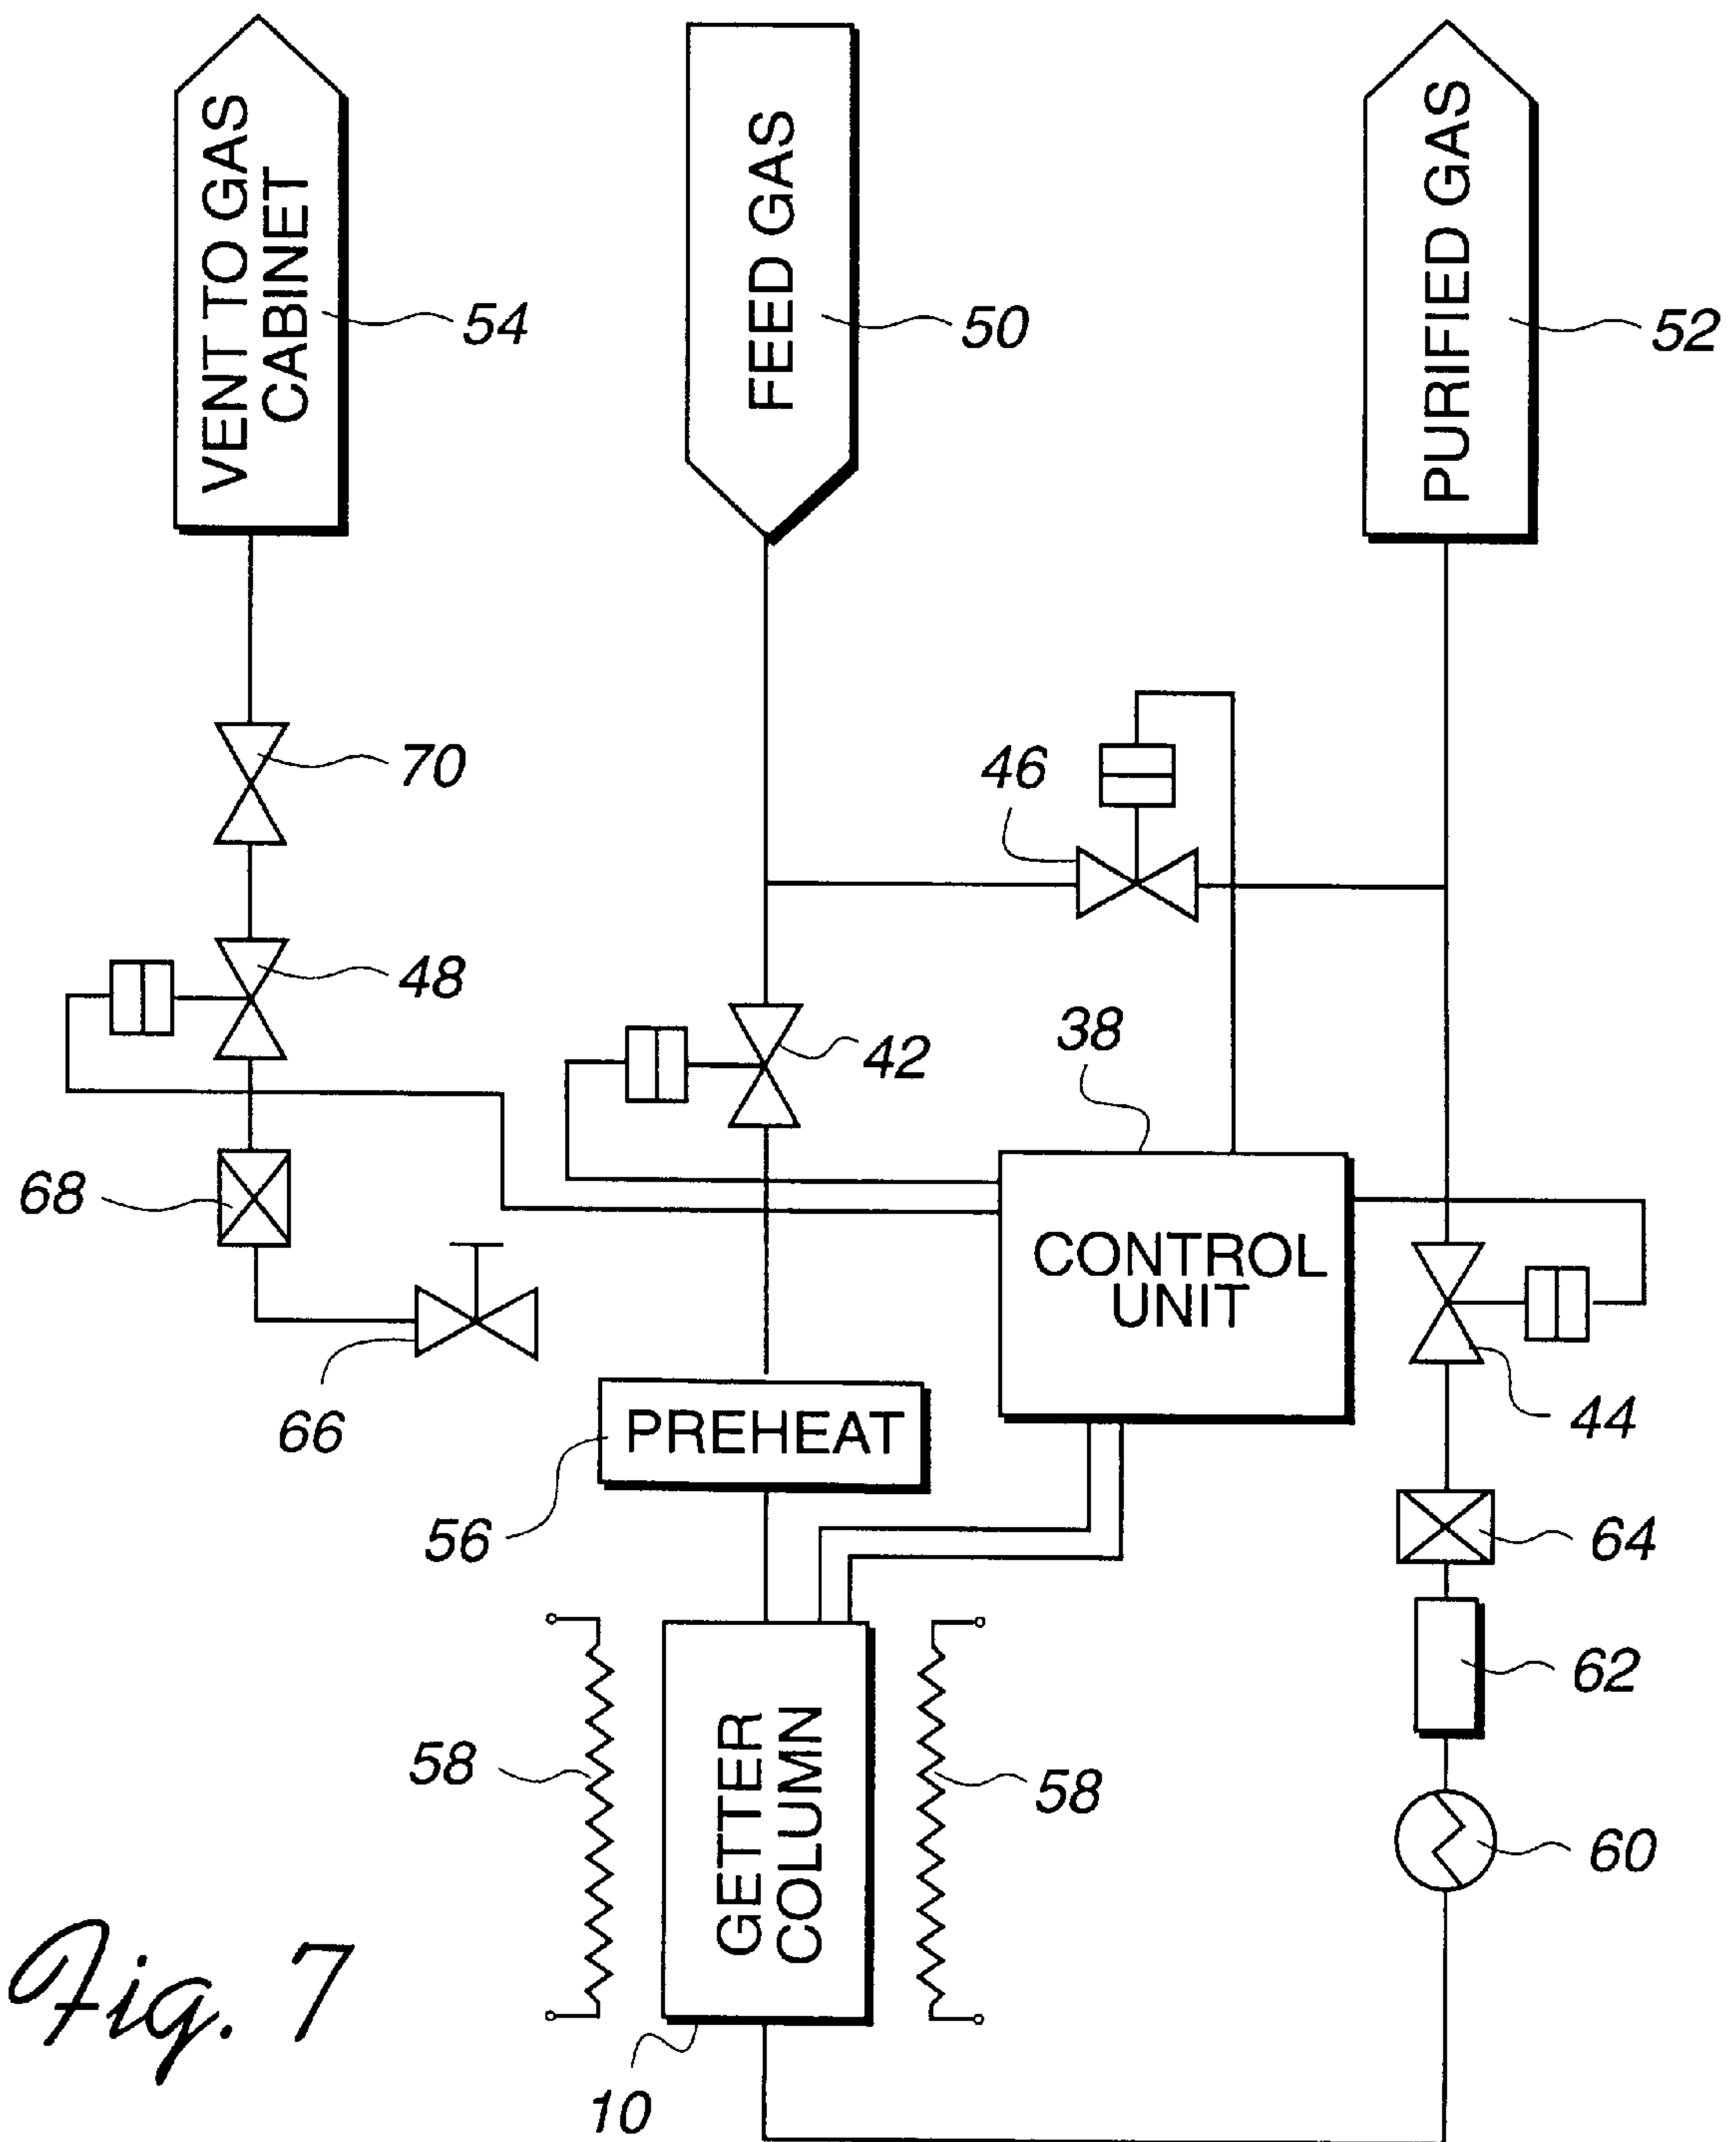 VENT TO GAS
CABINET
54
FEED GAS
50
PURIFIED GAS
52
70
46
48
42
38
68
CONTROL
UNIT
66
44
PREHEAT
56
64
62
58
GETTER
COLUMN
58
60
Fig. 7
10